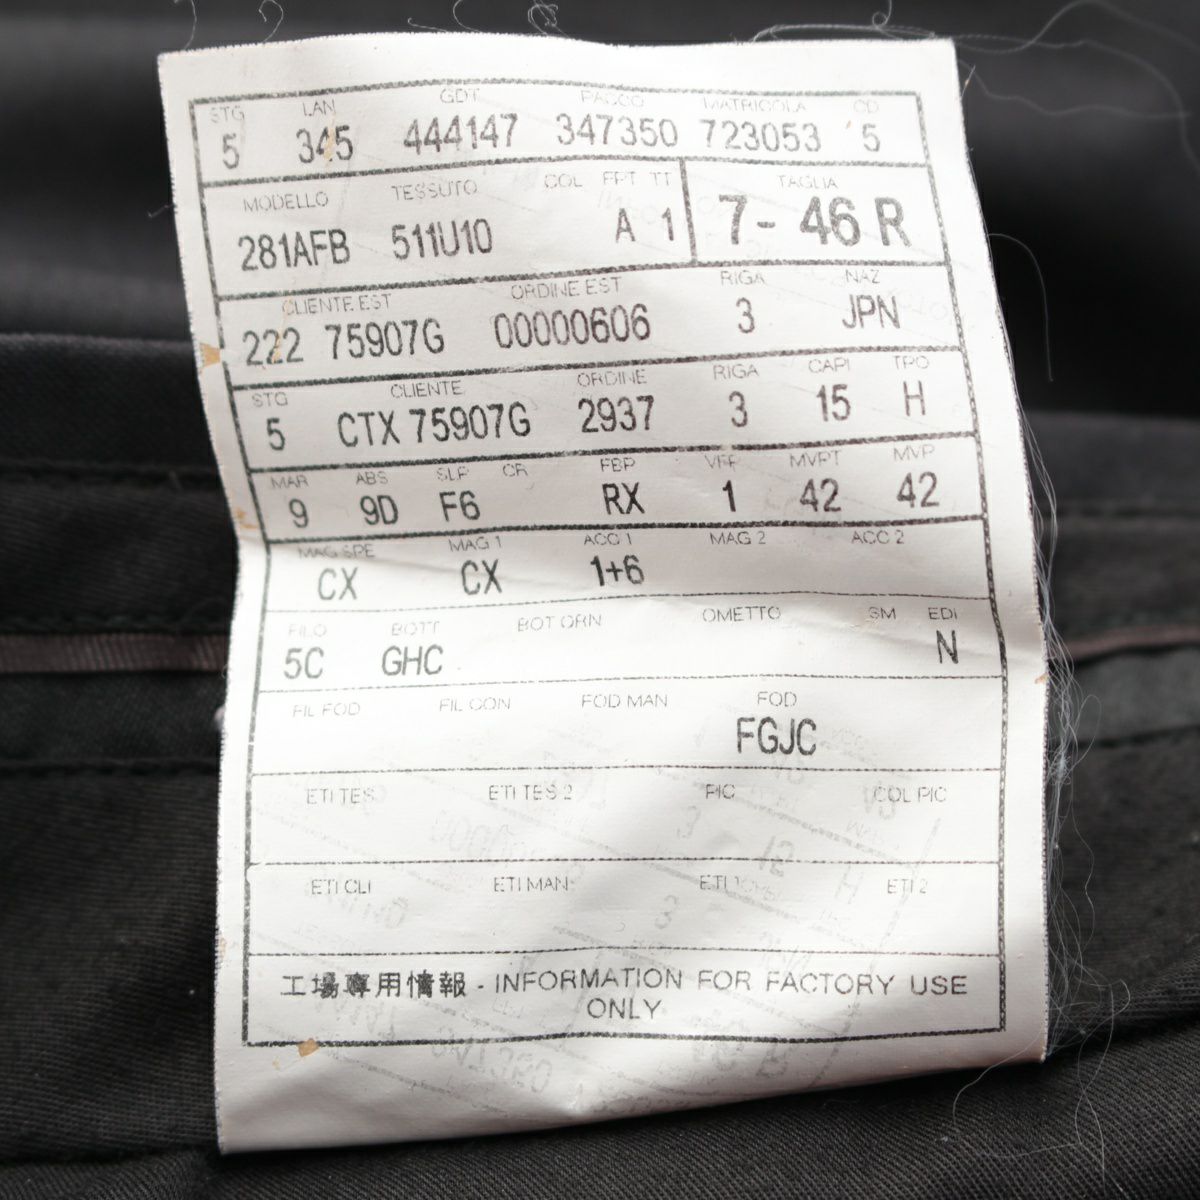 STG LAN GDT PACCO MATRICOLA CD
5 345 444147 347350 723053 5
MODELLO TESSUTO COL FPT TT TAGLIA
281AFB 511U10 A 1 7- 46 R
CLIENTE EST ORDINE EST RIGA NAZ
222 75907G 00000606 3 JPN
STG CLIENTE ORDINE RIGA CAPI TPO
5 CTX 75907G 2937 3 15 H
MAR ABS SLP CR FBP VFP MVPT MVP
9 9D F6 RX 1 42 42
MAG SPE MAG 1 ACC 1 MAG 2 ACC 2
CX CX 1+6
FILO BOTT BOT ORN OMETTO SM EDI
5C GHC N
FIL FOD FIL CON FOD MAN FOD
FGJC
ETI TES ETI TES 2 PIC COL PIC
ETI CLI ETI MAN ETI 1 ETI 2
工場專用情報 - INFORMATION FOR FACTORY USE
ONLY